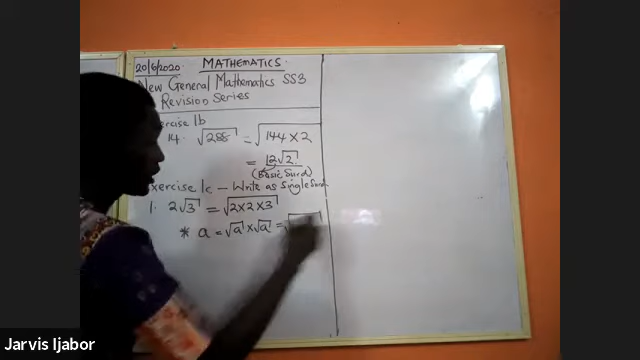 20/6/2020 MATHEMATICS
New General Mathematics SS3
Revision Series
Exercise 1b
14. √288 = √144×2
= 12√2
(Basic Surd)
Exercise 1c – Write as Single Surd
1. 2√3 = √2×2×3
* a = √a × √a = √
Jarvis Ijabor